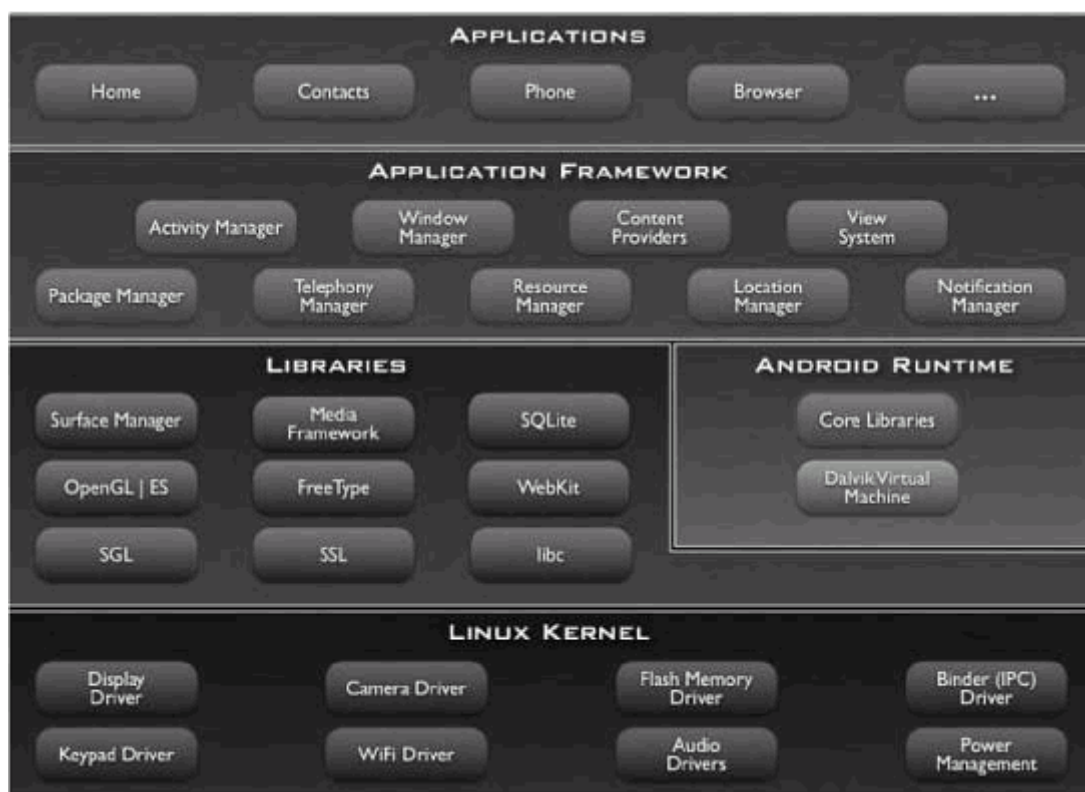 APPLICATIONS
Home
Contacts
Phone
Browser
...
APPLICATION FRAMEWORK
Activity Manager
Window
Manager
Content
Providers
View
System
Package Manager
Telephony
Manager
Resource
Manager
Location
Manager
Notification
Manager
LIBRARIES
Surface Manager
Media
Framework
SQLite
OpenGL | ES
FreeType
WebKit
SGL
SSL
libc
ANDROID RUNTIME
Core Libraries
Dalvik Virtual
Machine
LINUX KERNEL
Display
Driver
Camera Driver
Flash Memory
Driver
Binder (IPC)
Driver
Keypad Driver
WiFi Driver
Audio
Drivers
Power
Management